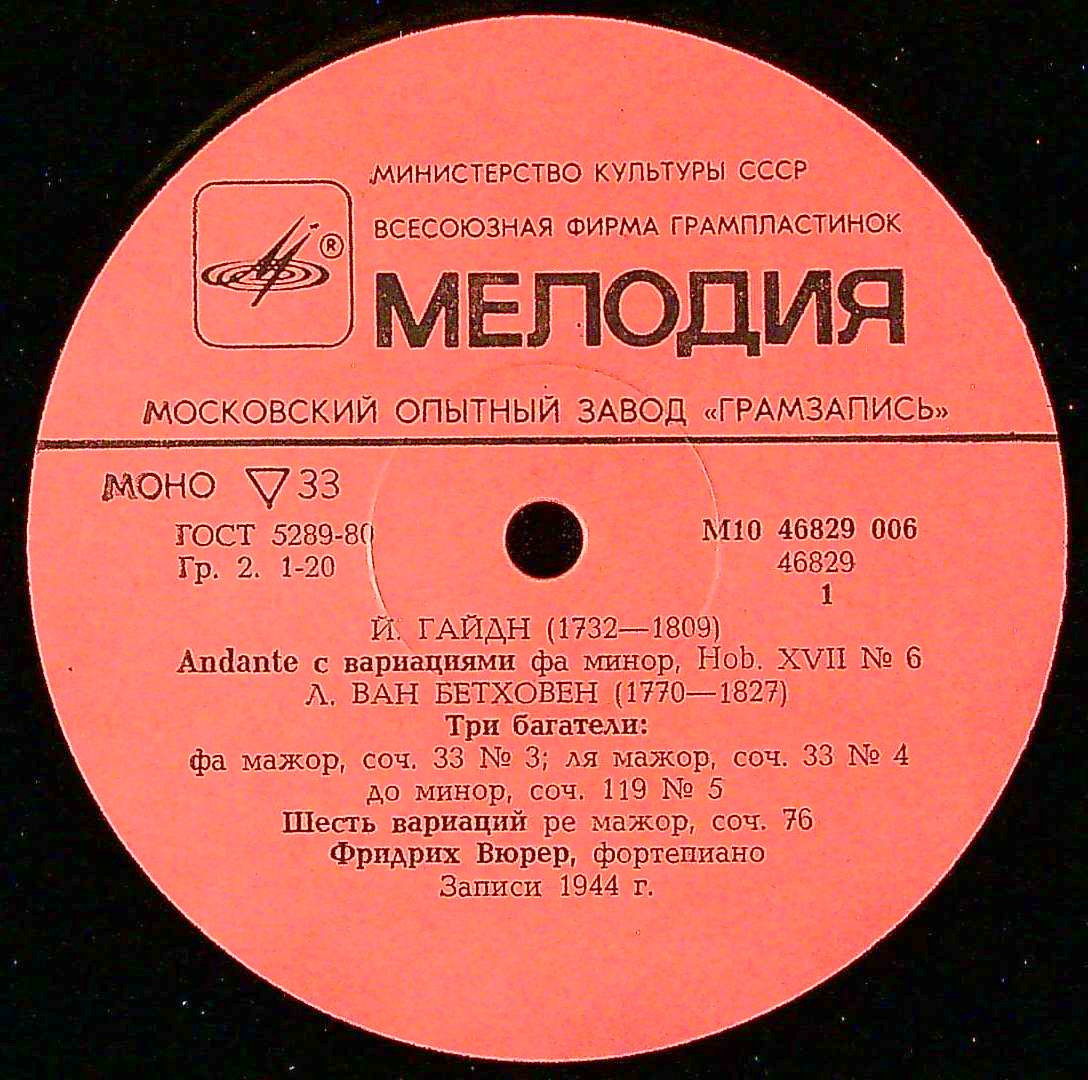 МИНИСТЕРСТВО КУЛЬТУРЫ СССР
ВСЕСОЮЗНАЯ ФИРМА ГРАМПЛАСТИНОК
®
МЕЛОДИЯ
МОСКОВСКИЙ ОПЫТНЫЙ ЗАВОД «ГРАМЗАПИСЬ»
МОНО ▽ 33
ГОСТ 5289-80
Гр. 2. 1-20
М10 46829 006
46829
1
Й. ГАЙДН (1732—1809)
Andante с вариациями фа минор, Hob. XVII № 6
Л. ВАН БЕТХОВЕН (1770—1827)
Три багатели:
фа мажор, соч. 33 № 3; ля мажор, соч. 33 № 4
до минор, соч. 119 № 5
Шесть вариаций ре мажор, соч. 76
Фридрих Вюрер, фортепиано
Записи 1944 г.